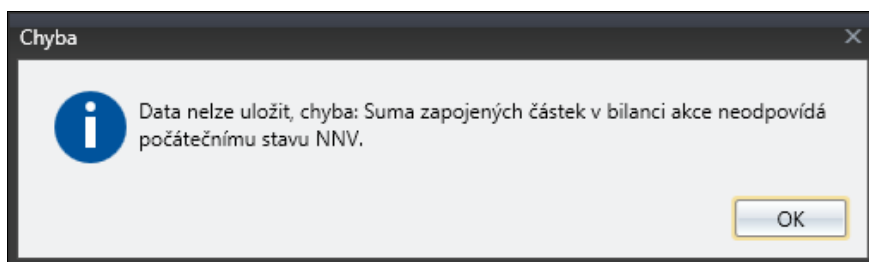 Chyba
Data nelze uložit, chyba: Suma zapojených částek v bilanci akce neodpovídá
počátečnímu stavu NNV.
OK